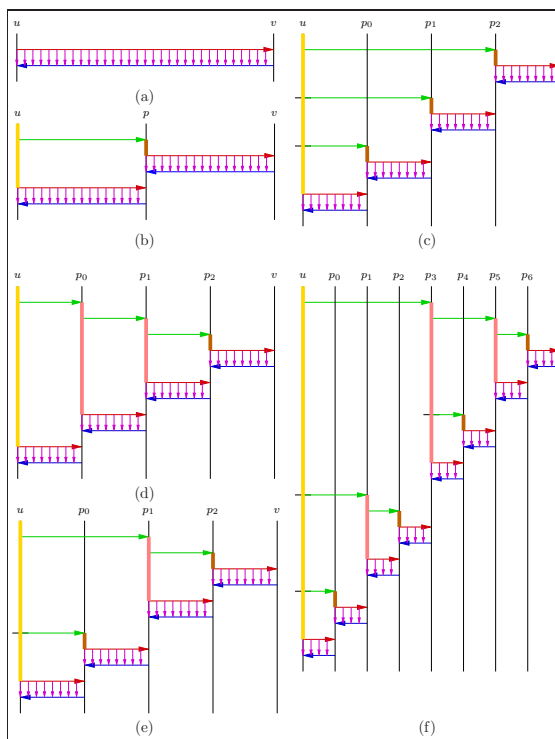 u v
(a)
u p v
(b)
u p0 p1 p2
(c)
u p0 p1 p2 v
(d)
u p0 p1 p2 v
(e)
u p0 p1 p2 p3 p4 p5 p6
(f)